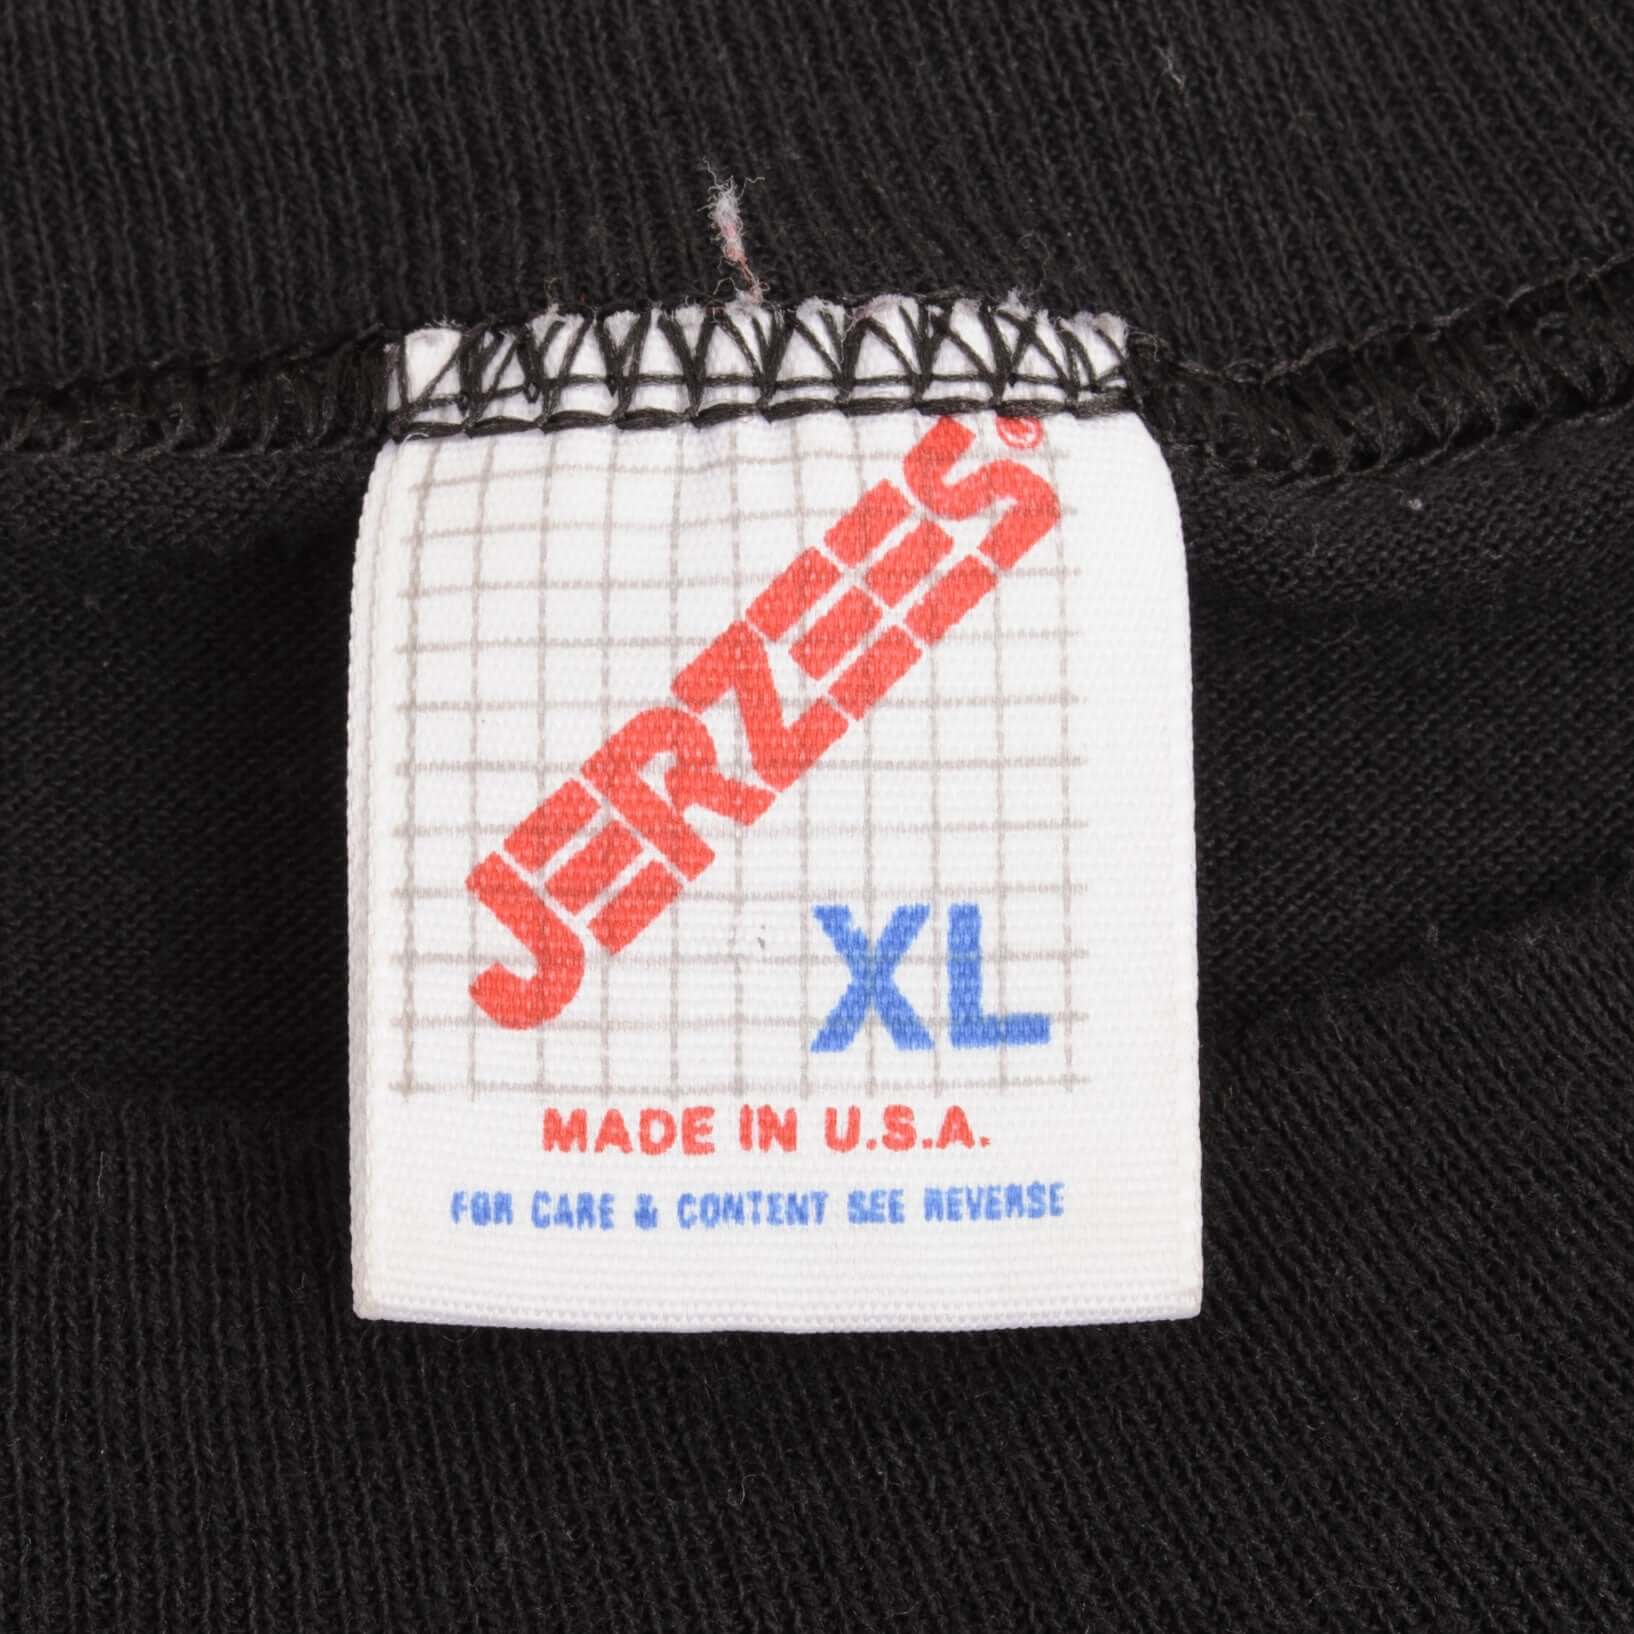 JERZEES®
XL
MADE IN U.S.A.
FOR CARE & CONTENT SEE REVERSE